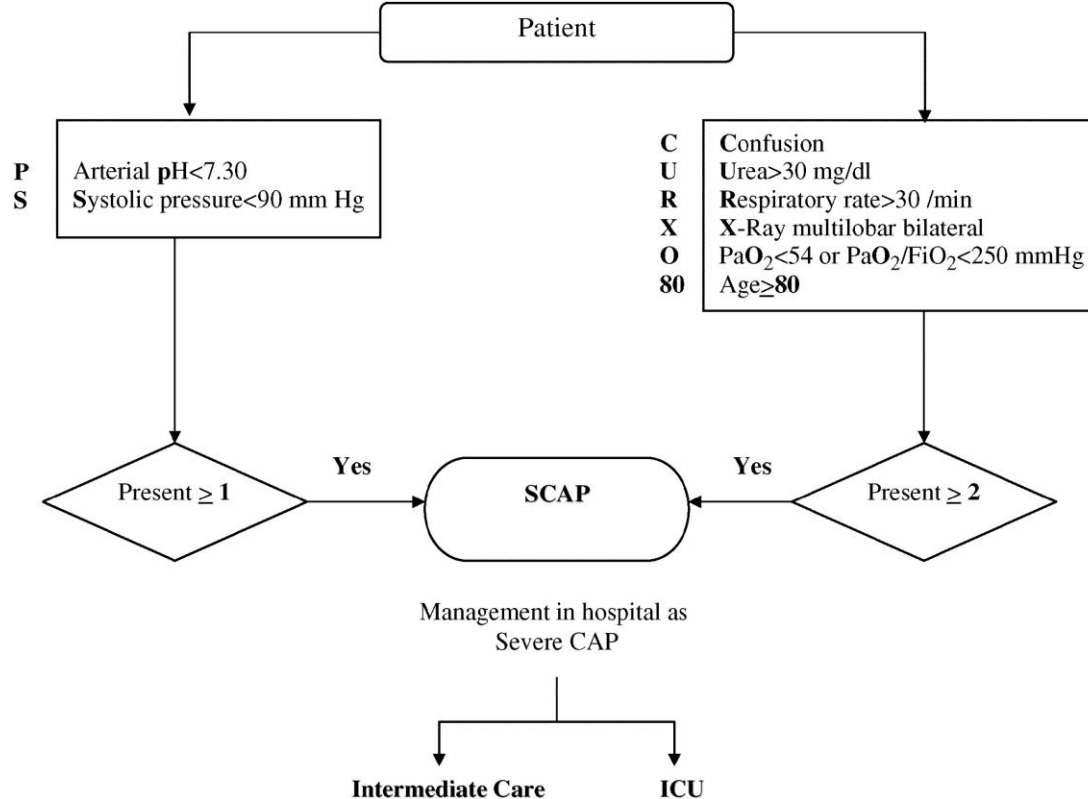 Patient
P Arterial pH<7.30
S Systolic pressure<90 mm Hg
C Confusion
U Urea>30 mg/dl
R Respiratory rate>30 /min
X X-Ray multilobar bilateral
O PaO₂<54 or PaO₂/FiO₂<250 mmHg
80 Age≥80
Present ≥ 1
Yes
SCAP
Yes
Present ≥ 2
Management in hospital as
Severe CAP
Intermediate Care
ICU